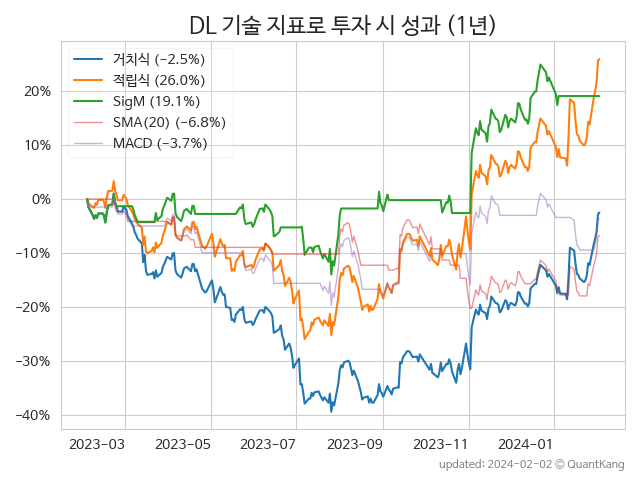 DL 기술 지표로 투자 시 성과 (1년)
거치식 (−2.5%)
적립식 (26.0%)
SigM (19.1%)
SMA(20) (−6.8%)
MACD (−3.7%)
20%
10%
0%
−10%
−20%
−30%
−40%
2023−03 2023−05 2023−07 2023−09 2023−11 2024−01
updated: 2024−02−02 © QuantKang